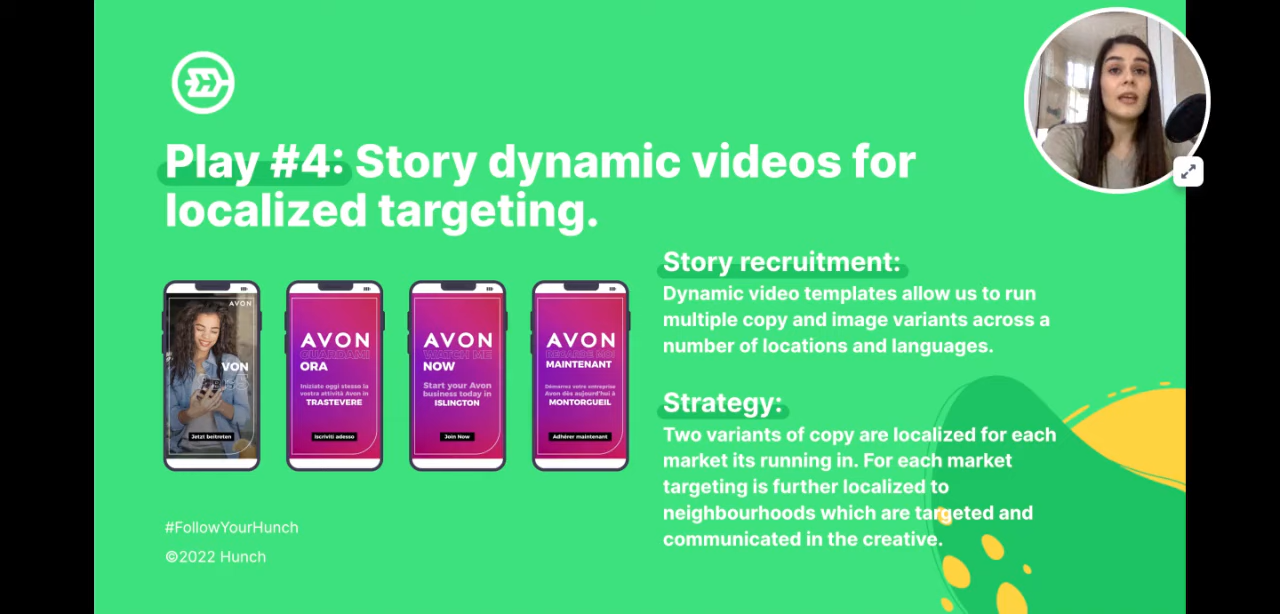 Play #4: Story dynamic videos for
localized targeting.
Story recruitment:
Dynamic video templates allow us to run
multiple copy and image variants across a
number of locations and languages.
Strategy:
Two variants of copy are localized for each
market its running in. For each market
targeting is further localized to
neighbourhoods which are targeted and
communicated in the creative.
AVON
VON
Jetzt beitreten
AVON
GUARDAMI
ORA
Iniziate oggi stesso la
vostra attività Avon in
TRASTEVERE
Iscriviti adesso
AVON
WATCH ME
NOW
Start your Avon
business today in
ISLINGTON
Join Now
AVON
REGARDE MOI
MAINTENANT
Démarrez votre entreprise
Avon dès aujourd'hui à
MONTORGUEIL
Adhérer maintenant
#FollowYourHunch
©2022 Hunch